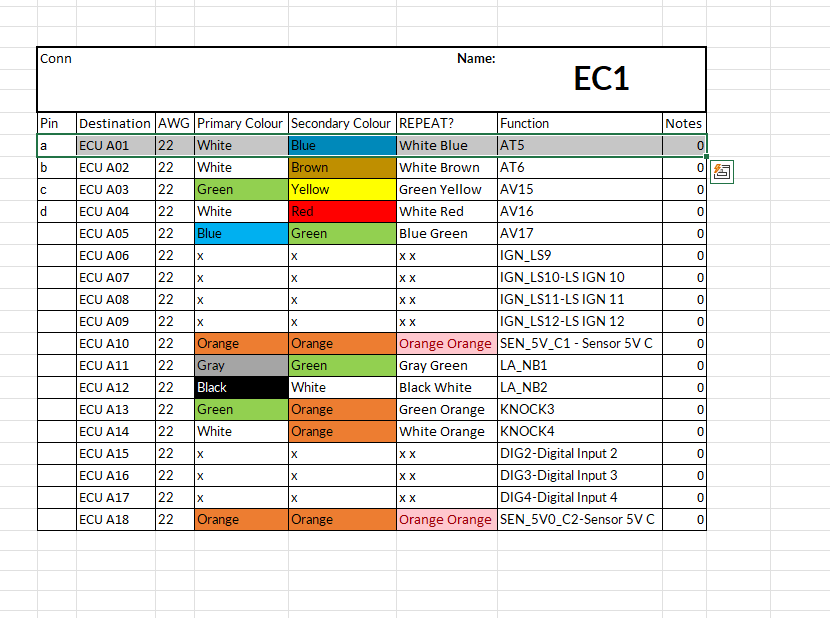 Conn Name: EC1
Pin Destination AWG Primary Colour Secondary Colour REPEAT? Function Notes
a ECU A01 22 White Blue White Blue AT5 0
b ECU A02 22 White Brown White Brown AT6 0
c ECU A03 22 Green Yellow Green Yellow AV15 0
d ECU A04 22 White Red White Red AV16 0
ECU A05 22 Blue Green Blue Green AV17 0
ECU A06 22 x x x x IGN_LS9 0
ECU A07 22 x x x x IGN_LS10-LS IGN 10 0
ECU A08 22 x x x x IGN_LS11-LS IGN 11 0
ECU A09 22 x x x x IGN_LS12-LS IGN 12 0
ECU A10 22 Orange Orange Orange Orange SEN_5V_C1 - Sensor 5V C 0
ECU A11 22 Gray Green Gray Green LA_NB1 0
ECU A12 22 Black White Black White LA_NB2 0
ECU A13 22 Green Orange Green Orange KNOCK3 0
ECU A14 22 White Orange White Orange KNOCK4 0
ECU A15 22 x x x x DIG2-Digital Input 2 0
ECU A16 22 x x x x DIG3-Digital Input 3 0
ECU A17 22 x x x x DIG4-Digital Input 4 0
ECU A18 22 Orange Orange Orange Orange SEN_5V0_C2-Sensor 5V C 0